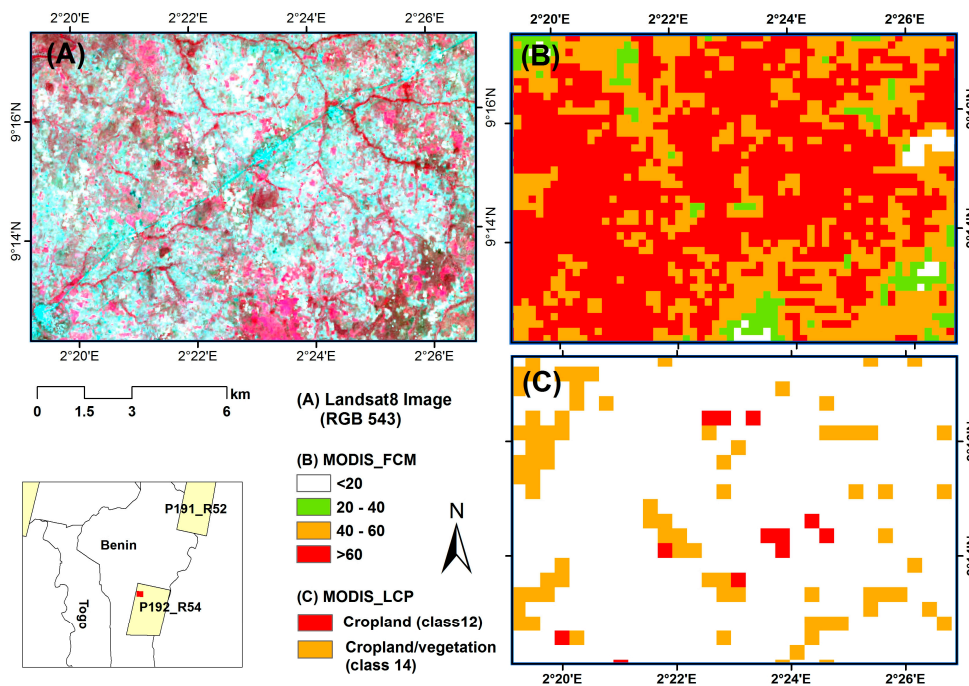 2°20'E 2°22'E 2°24'E 2°26'E
2°20'E 2°22'E 2°24'E 2°26'E
(A)
(B)
9°16'N
9°14'N
9°16'N
9°14'N
2°20'E 2°22'E 2°24'E 2°26'E
(C)
km
0 1.5 3 6
(A) Landsat8 Image
(RGB 543)
(B) MODIS_FCM
<20
20 - 40
40 - 60
>60
N
(C) MODIS_LCP
Cropland (class12)
Cropland/vegetation
(class 14)
P191_R52
Benin
P192_R54
Togo
2°20'E 2°22'E 2°24'E 2°26'E